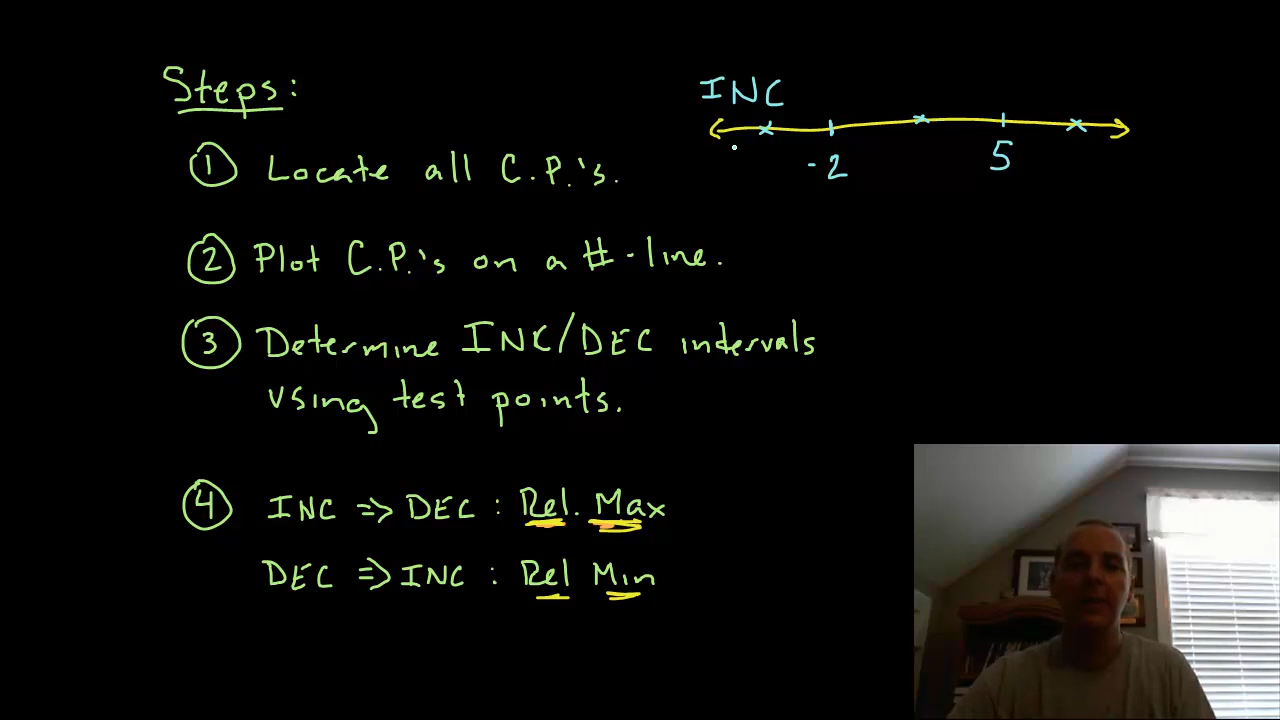 Steps:
INC
-2
5
1 Locate all C.P.'s.
2 Plot C.P.'s on a #-line.
3 Determine INC/DEC intervals
using test points.
4 INC => DEC : Rel. Max
DEC => INC : Rel Min